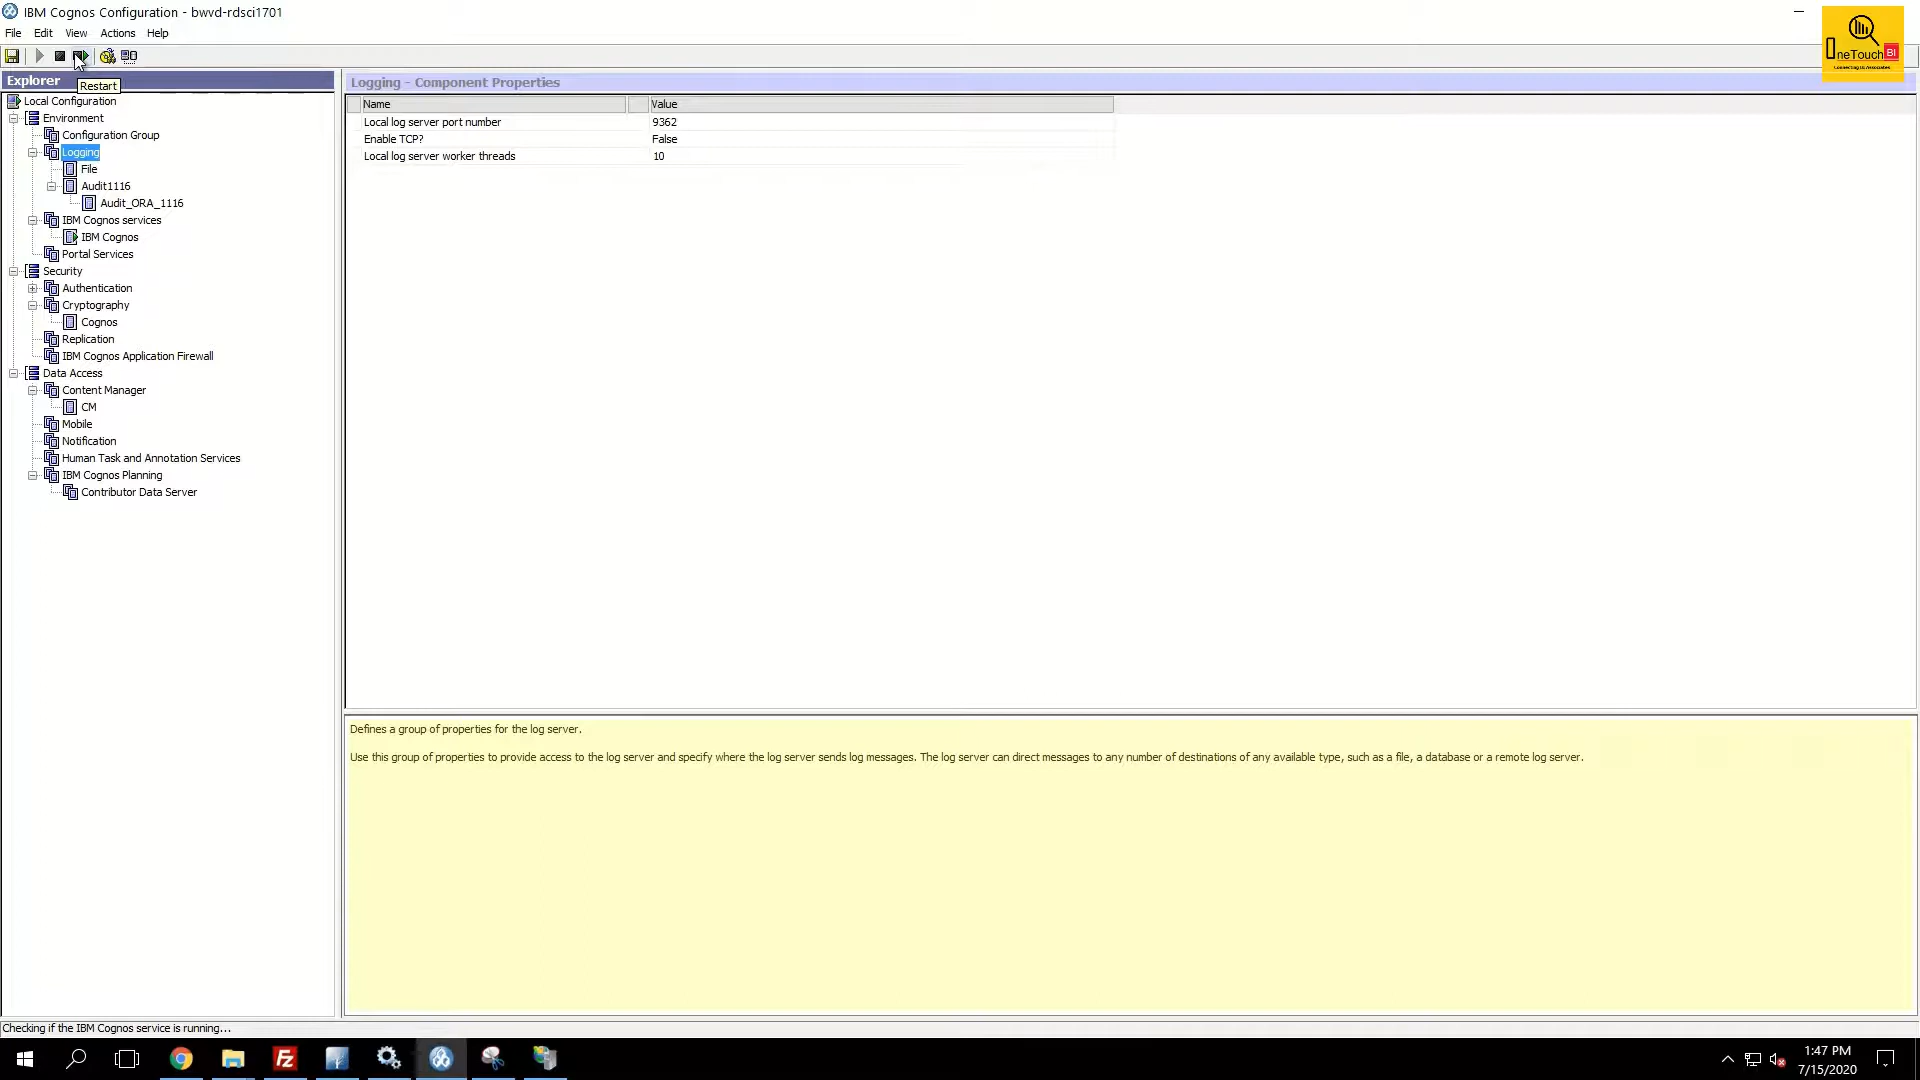 IBM Cognos Configuration - bwvd-rdsci1701
File Edit View Actions Help
neTouch BI
Connecting BI Associates
Explorer
Restart
Local Configuration
Environment
Configuration Group
Logging
File
Audit1116
Audit_ORA_1116
IBM Cognos services
IBM Cognos
Portal Services
Security
Authentication
Cryptography
Cognos
Replication
IBM Cognos Application Firewall
Data Access
Content Manager
CM
Mobile
Notification
Human Task and Annotation Services
IBM Cognos Planning
Contributor Data Server
Logging - Component Properties
Name Value
Local log server port number 9362
Enable TCP? False
Local log server worker threads 10
Defines a group of properties for the log server.
Use this group of properties to provide access to the log server and specify where the log server sends log messages. The log server can direct messages to any number of destinations of any available type, such as a file, a database or a remote log server.
Checking if the IBM Cognos service is running...
1:47 PM
7/15/2020